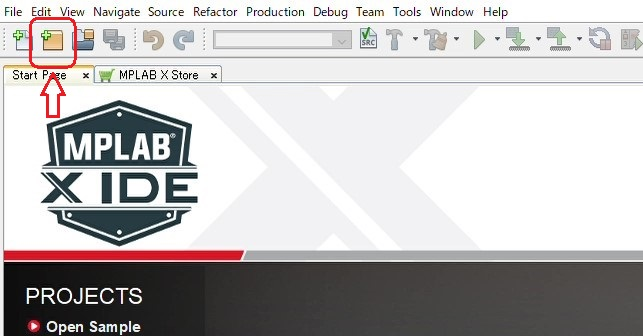 File Edit View Navigate Source Refactor Production Debug Team Tools Window Help
SRC
Start Page x MPLAB X Store x
MPLAB®
X IDE
PROJECTS
Open Sample